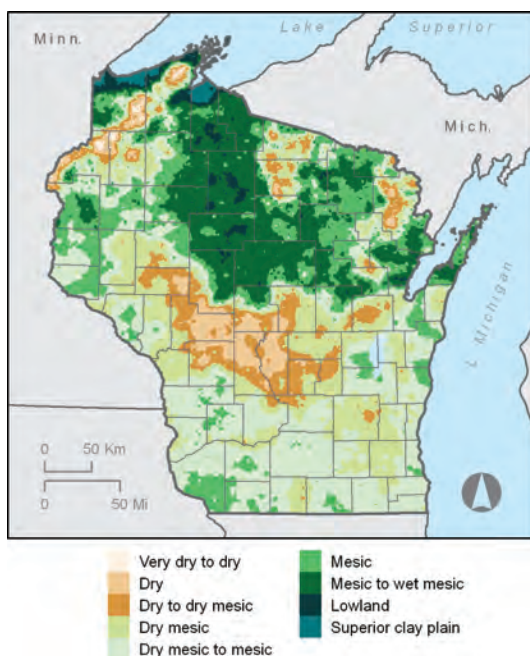 Minn.
Lake Superior
Mich.
L Michigan
0 50 Km
0 50 Mi
Very dry to dry
Dry
Dry to dry mesic
Dry mesic
Dry mesic to mesic
Mesic
Mesic to wet mesic
Lowland
Superior clay plain